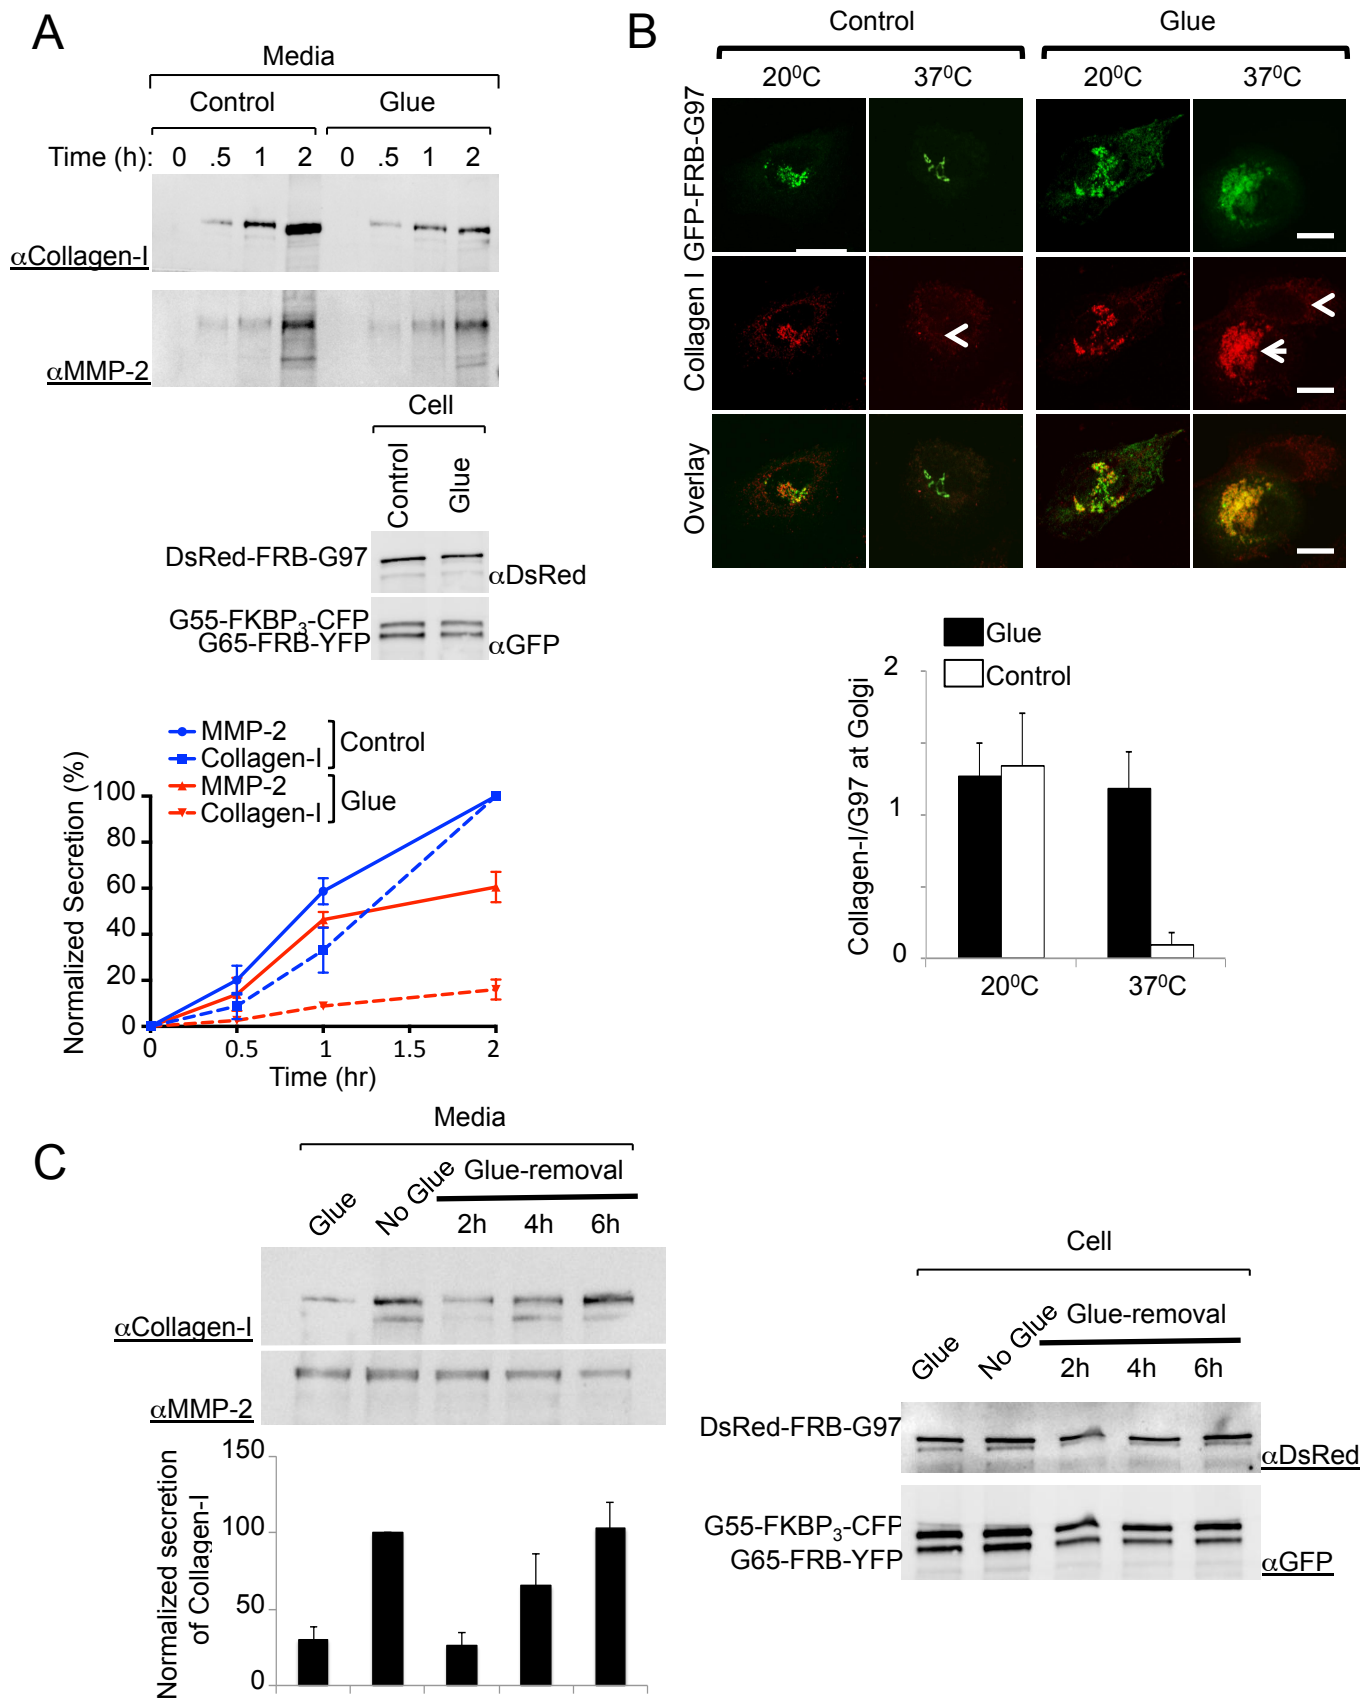 A
Media
Control Glue
Time (h): 0 .5 1 2 0 .5 1 2
αCollagen-I
αMMP-2
Cell
Control
Glue
DsRed-FRB-G97
αDsRed
G55-FKBP3-CFP
G65-FRB-YFP
αGFP
MMP-2
Collagen-I
Control
MMP-2
Collagen-I
Glue
Normalized Secretion (%)
100
80
60
40
20
0
0 0.5 1 1.5 2
Time (hr)
B
Control Glue
20⁰C 37⁰C 20⁰C 37⁰C
GFP-FRB-G97
Collagen I
Overlay
Glue
Control
Collagen-I/G97 at Golgi
2
1
0
20⁰C 37⁰C
C
Media
Glue
No Glue
Glue-removal
2h 4h 6h
αCollagen-I
αMMP-2
Normalized secretion
of Collagen-I
150
100
50
0
Cell
Glue
No Glue
Glue-removal
2h 4h 6h
DsRed-FRB-G97
αDsRed
G55-FKBP3-CFP
G65-FRB-YFP
αGFP